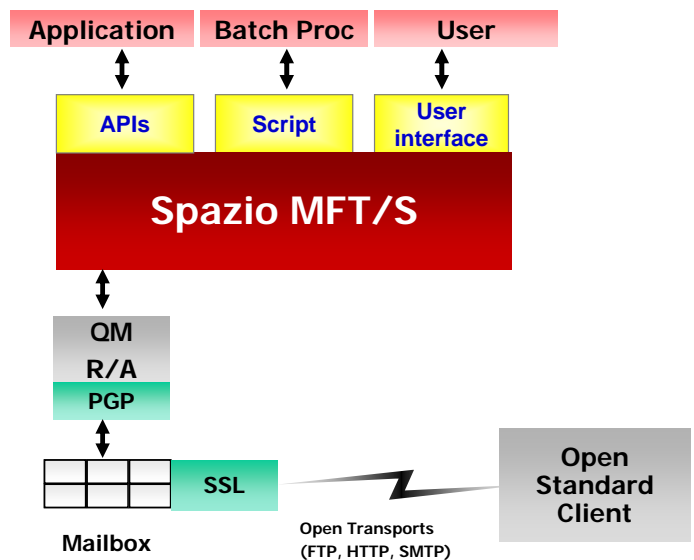 Application
Batch Proc
User
APIs
Script
User
interface
Spazio MFT/S
QM
R/A
PGP
SSL
Mailbox
Open Transports
(FTP, HTTP, SMTP)
Open
Standard
Client